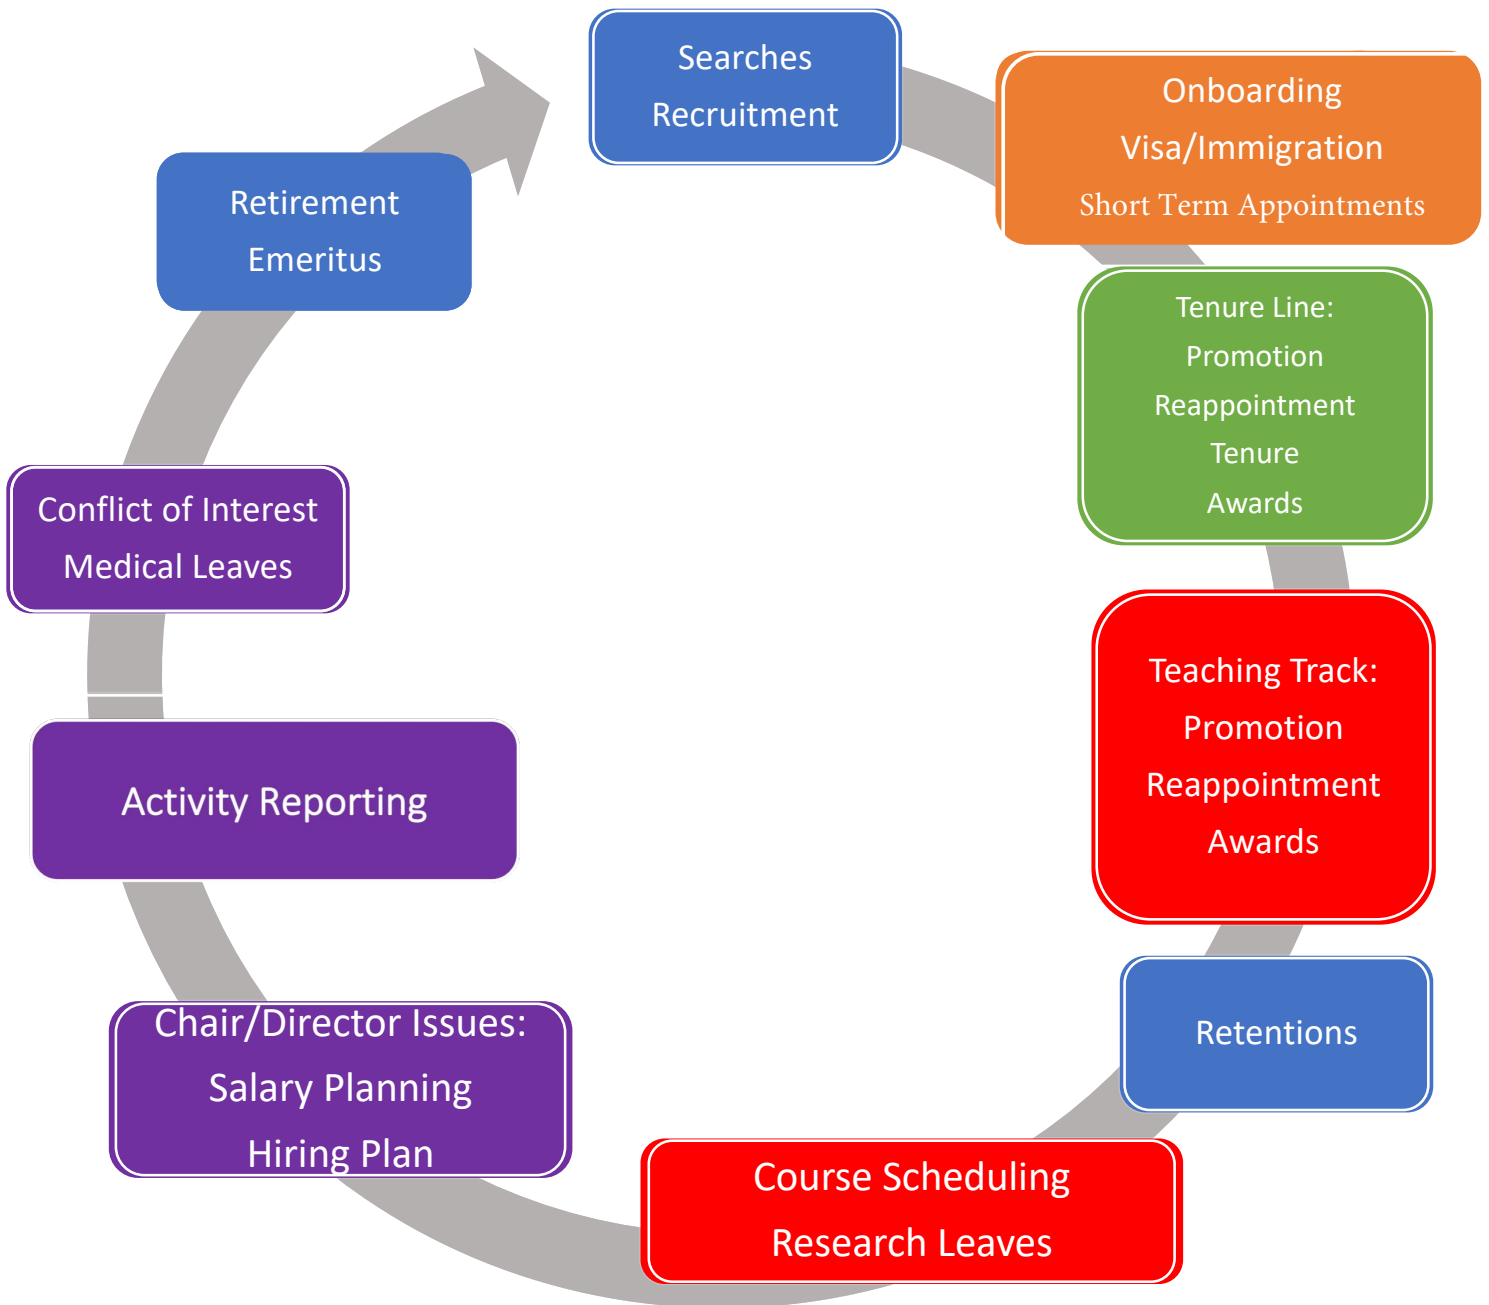 Searches
Recruitment
Onboarding
Visa/Immigration
Short Term Appointments
Tenure Line:
Promotion
Reappointment
Tenure
Awards
Teaching Track:
Promotion
Reappointment
Awards
Retentions
Course Scheduling
Research Leaves
Chair/Director Issues:
Salary Planning
Hiring Plan
Activity Reporting
Conflict of Interest
Medical Leaves
Retirement
Emeritus